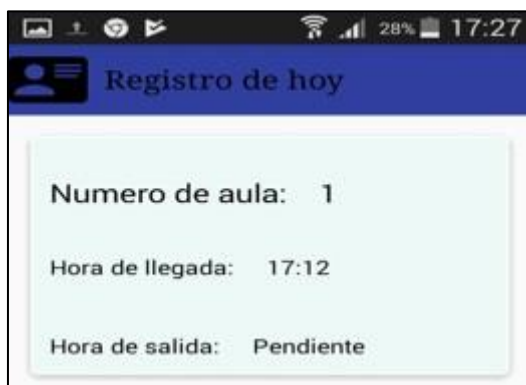 28% 17:27
Registro de hoy
Numero de aula: 1
Hora de llegada: 17:12
Hora de salida: Pendiente